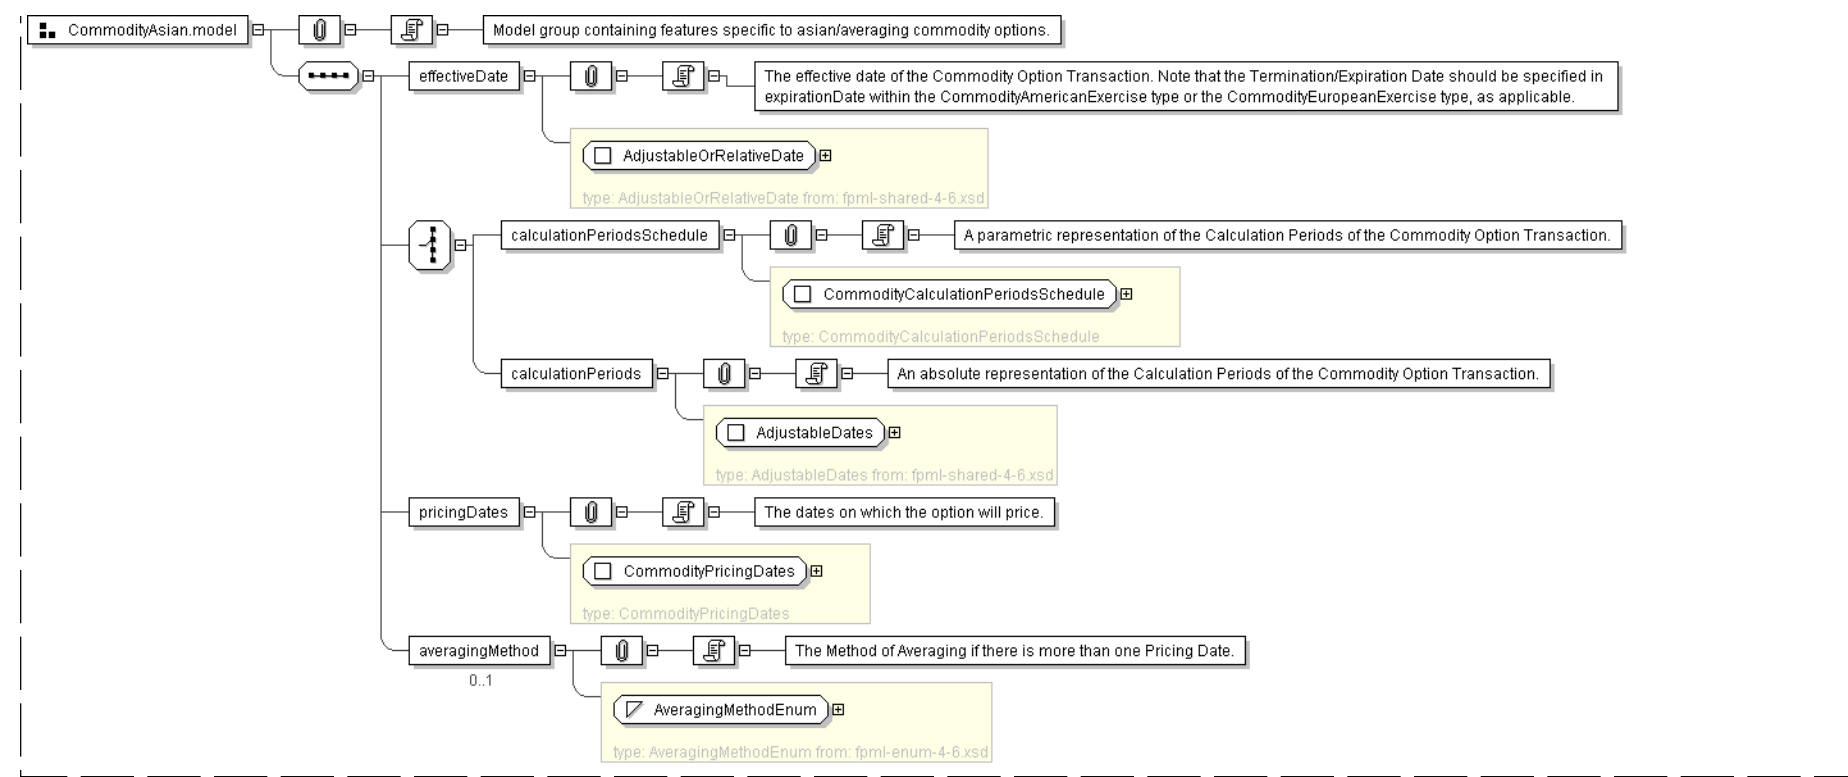 CommodityAsian.model
Model group containing features specific to asian/averaging commodity options.
effectiveDate
The effective date of the Commodity Option Transaction. Note that the Termination/Expiration Date should be specified in
expirationDate within the CommodityAmericanExercise type or the CommodityEuropeanExercise type, as applicable.
AdjustableOrRelativeDate
type: AdjustableOrRelativeDate from: fpml-shared-4-6.xsd
calculationPeriodsSchedule
A parametric representation of the Calculation Periods of the Commodity Option Transaction.
CommodityCalculationPeriodsSchedule
type: CommodityCalculationPeriodsSchedule
calculationPeriods
An absolute representation of the Calculation Periods of the Commodity Option Transaction.
AdjustableDates
type: AdjustableDates from: fpml-shared-4-6.xsd
pricingDates
The dates on which the option will price.
CommodityPricingDates
type: CommodityPricingDates
averagingMethod
The Method of Averaging if there is more than one Pricing Date.
0..1
AveragingMethodEnum
type: AveragingMethodEnum from: fpml-enum-4-6.xsd